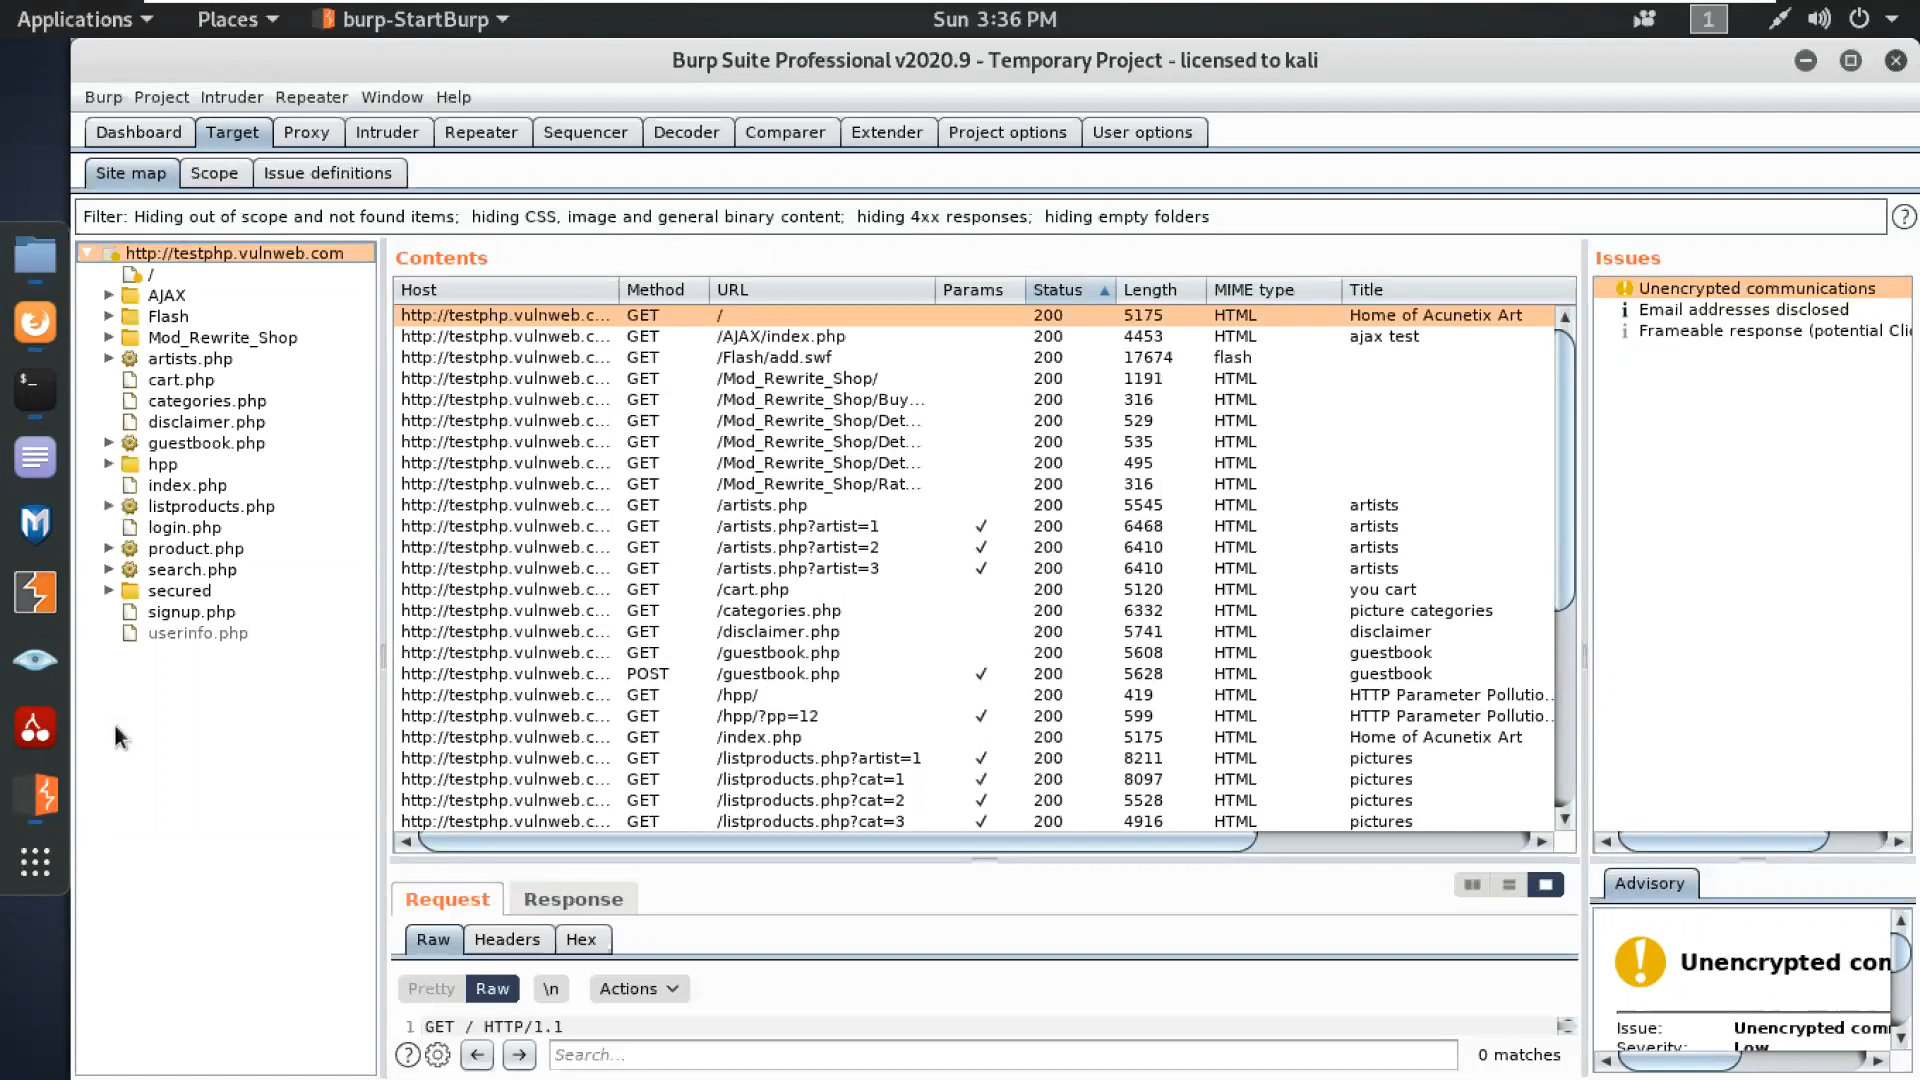 Applications Places burp-StartBurp Sun 3:36 PM 1
Burp Suite Professional v2020.9 - Temporary Project - licensed to kali
Burp Project Intruder Repeater Window Help
Dashboard Target Proxy Intruder Repeater Sequencer Decoder Comparer Extender Project options User options
Site map Scope Issue definitions
Filter: Hiding out of scope and not found items; hiding CSS, image and general binary content; hiding 4xx responses; hiding empty folders ?
http://testphp.vulnweb.com
/
AJAX
Flash
Mod_Rewrite_Shop
artists.php
cart.php
categories.php
disclaimer.php
guestbook.php
hpp
index.php
listproducts.php
login.php
product.php
search.php
secured
signup.php
userinfo.php
Contents
Host Method URL Params Status Length MIME type Title
http://testphp.vulnweb.c... GET / 200 5175 HTML Home of Acunetix Art
http://testphp.vulnweb.c... GET /AJAX/index.php 200 4453 HTML ajax test
http://testphp.vulnweb.c... GET /Flash/add.swf 200 17674 flash
http://testphp.vulnweb.c... GET /Mod_Rewrite_Shop/ 200 1191 HTML
http://testphp.vulnweb.c... GET /Mod_Rewrite_Shop/Buy... 200 316 HTML
http://testphp.vulnweb.c... GET /Mod_Rewrite_Shop/Det... 200 529 HTML
http://testphp.vulnweb.c... GET /Mod_Rewrite_Shop/Det... 200 535 HTML
http://testphp.vulnweb.c... GET /Mod_Rewrite_Shop/Det... 200 495 HTML
http://testphp.vulnweb.c... GET /Mod_Rewrite_Shop/Rat... 200 316 HTML
http://testphp.vulnweb.c... GET /artists.php 200 5545 HTML artists
http://testphp.vulnweb.c... GET /artists.php?artist=1 ✓ 200 6468 HTML artists
http://testphp.vulnweb.c... GET /artists.php?artist=2 ✓ 200 6410 HTML artists
http://testphp.vulnweb.c... GET /artists.php?artist=3 ✓ 200 6410 HTML artists
http://testphp.vulnweb.c... GET /cart.php 200 5120 HTML you cart
http://testphp.vulnweb.c... GET /categories.php 200 6332 HTML picture categories
http://testphp.vulnweb.c... GET /disclaimer.php 200 5741 HTML disclaimer
http://testphp.vulnweb.c... GET /guestbook.php 200 5608 HTML guestbook
http://testphp.vulnweb.c... POST /guestbook.php ✓ 200 5628 HTML guestbook
http://testphp.vulnweb.c... GET /hpp/ 200 419 HTML HTTP Parameter Pollutio...
http://testphp.vulnweb.c... GET /hpp/?pp=12 ✓ 200 599 HTML HTTP Parameter Pollutio...
http://testphp.vulnweb.c... GET /index.php 200 5175 HTML Home of Acunetix Art
http://testphp.vulnweb.c... GET /listproducts.php?artist=1 ✓ 200 8211 HTML pictures
http://testphp.vulnweb.c... GET /listproducts.php?cat=1 ✓ 200 8097 HTML pictures
http://testphp.vulnweb.c... GET /listproducts.php?cat=2 ✓ 200 5528 HTML pictures
http://testphp.vulnweb.c... GET /listproducts.php?cat=3 ✓ 200 4916 HTML pictures
Request Response
Raw Headers Hex
Pretty Raw \n Actions
1 GET / HTTP/1.1
? Search... 0 matches
Issues
Unencrypted communications
Email addresses disclosed
Frameable response (potential Clic
Advisory
Unencrypted con
Issue: Unencrypted com
Severity: Low